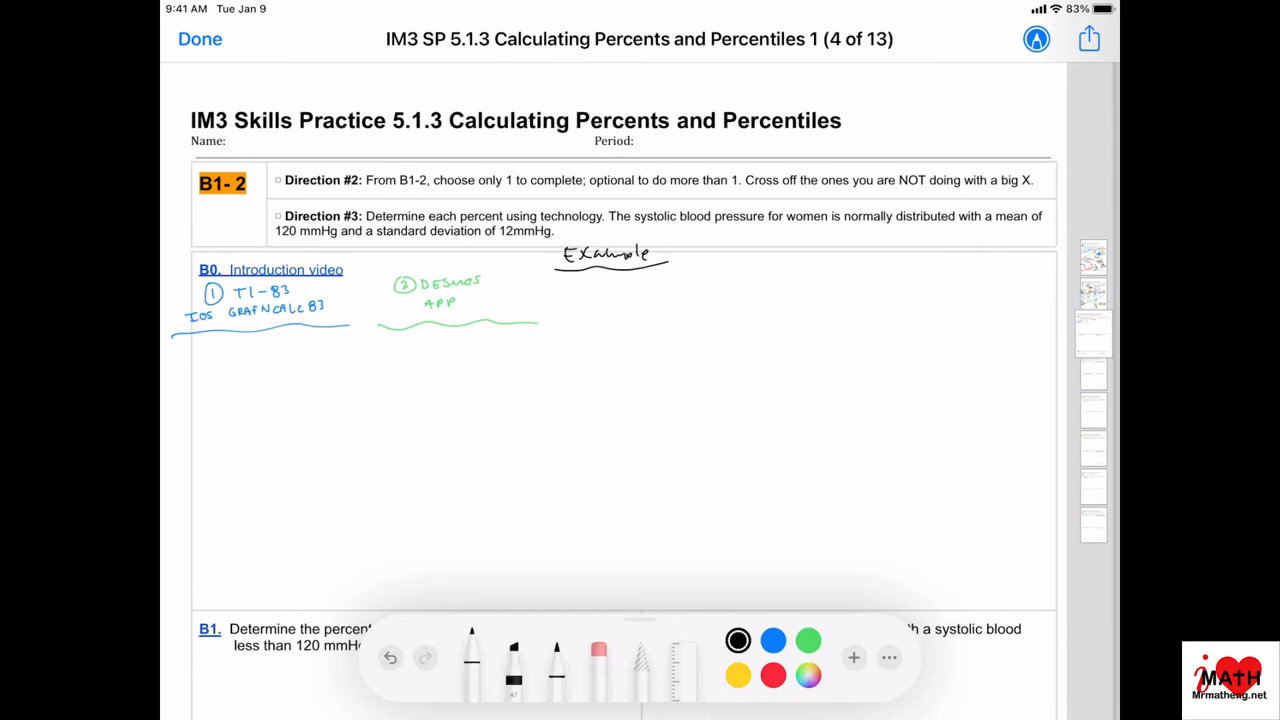 9:41 AM Tue Jan 9
83%
Done
IM3 SP 5.1.3 Calculating Percents and Percentiles 1 (4 of 13)
IM3 Skills Practice 5.1.3 Calculating Percents and Percentiles
Name: Period:
B1- 2
Direction #2: From B1-2, choose only 1 to complete; optional to do more than 1. Cross off the ones you are NOT doing with a big X.
Direction #3: Determine each percent using technology. The systolic blood pressure for women is normally distributed with a mean of
120 mmHg and a standard deviation of 12mmHg.
Example
B0. Introduction video
① TI-83
IOS GRAFNCALC 83
② DESMOS
APP
B1. Determine the percen
h a systolic blood
less than 120 mmH
47
iMATH
Mrmatheng.net